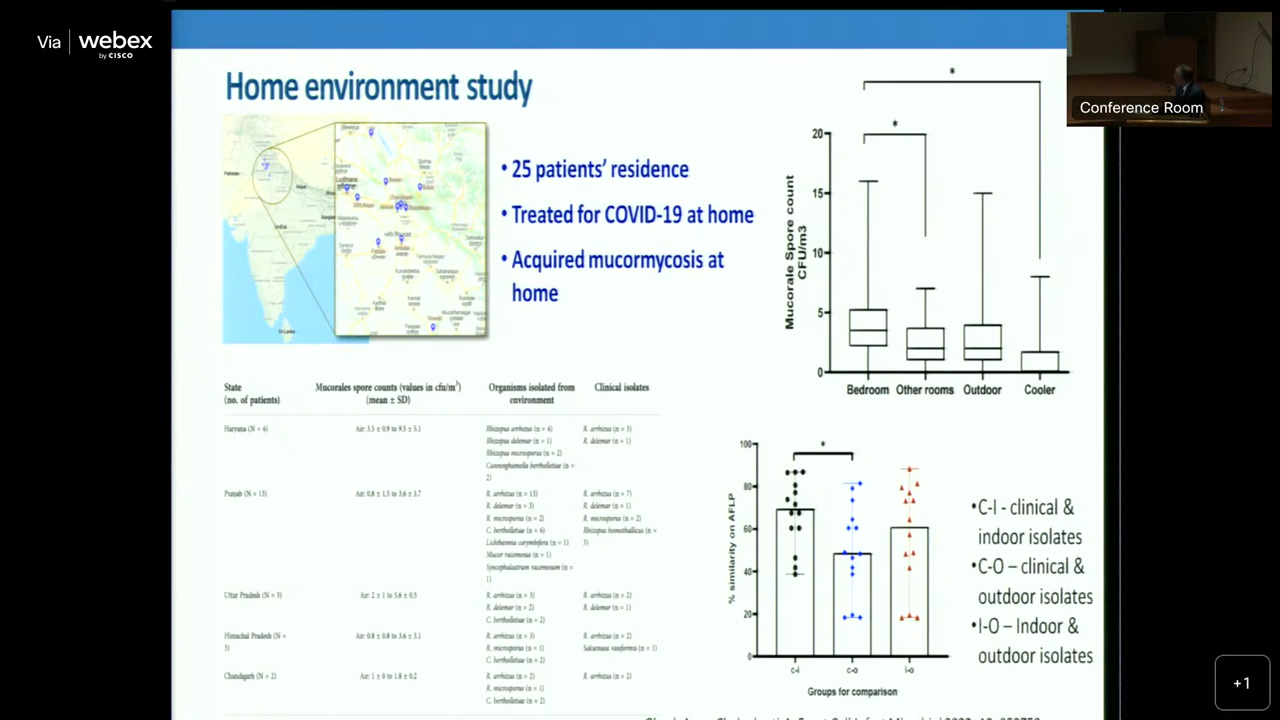 Via webex
by CISCO
Conference Room
Home environment study
• 25 patients' residence
• Treated for COVID-19 at home
• Acquired mucormycosis at
home
Mucorale Spore count
CFU/m3
20
15
10
5
0
*
*
Bedroom Other rooms Outdoor Cooler
State
(no. of patients)
Mucorales spore counts (values in cfu/m³)
(mean ± SD)
Organisms isolated from
environment
Clinical isolates
Haryana (N = 4)
Air: 3.5 ± 0.9 to 9.5 ± 5.1
Rhizopus arrhizus (n = 4)
Rhizopus delemar (n = 1)
Rhizopus microsporus (n = 2)
Cunninghamella bertholletiae (n =
2)
R. arrhizus (n = 3)
R. delemar (n = 1)
Punjab (N = 13)
Air: 0.8 ± 1.5 to 3.6 ± 3.7
R. arrhizus (n = 13)
R. delemar (n = 3)
R. microsporus (n = 2)
C. bertholletiae (n = 6)
Lichtheimia corymbifera (n = 1)
Mucor racemosus (n = 1)
Syncephalastrum racemosum (n =
1)
R. arrhizus (n = 7)
R. delemar (n = 1)
R. microsporus (n = 2)
Rhizopus homothallicus (n =
3)
Uttar Pradesh (N = 3)
Air: 2 ± 1 to 5.6 ± 0.5
R. arrhizus (n = 3)
R. delemar (n = 2)
C. bertholletiae (n = 2)
R. arrhizus (n = 2)
R. delemar (n = 1)
Himachal Pradesh (N =
3)
Air: 0.8 ± 0.8 to 3.6 ± 3.1
R. arrhizus (n = 3)
R. microsporus (n = 1)
C. bertholletiae (n = 2)
R. arrhizus (n = 2)
Saksenaea vasiformis (n = 1)
Chandigarh (N = 2)
Air: 1 ± 0 to 1.8 ± 0.2
R. arrhizus (n = 2)
R. microsporus (n = 1)
C. bertholletiae (n = 2)
R. arrhizus (n = 2)
% similarity on AFLP
100
80
60
40
20
0
*
c-i c-o i-o
Groups for comparison
•C-I - clinical &
indoor isolates
•C-O – clinical &
outdoor isolates
•I-O – Indoor &
outdoor isolates
+1